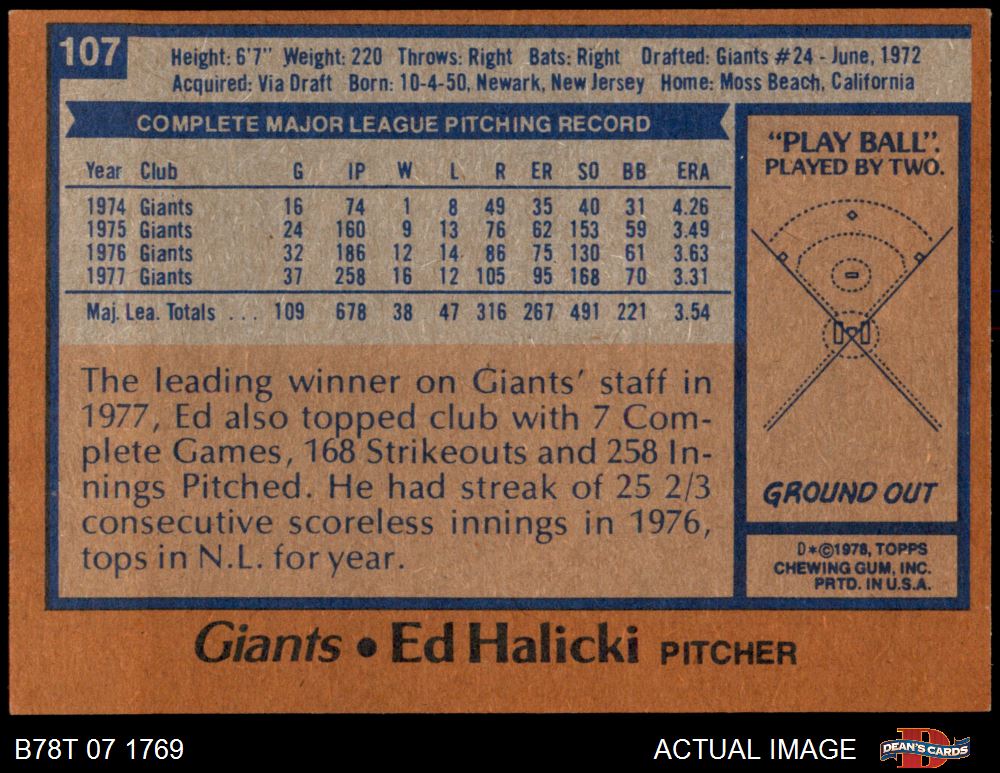 107
Height: 6'7" Weight: 220 Throws: Right Bats: Right Drafted: Giants #24 - June, 1972
Acquired: Via Draft Born: 10-4-50, Newark, New Jersey Home: Moss Beach, California
COMPLETE MAJOR LEAGUE PITCHING RECORD
Year Club G IP W L R ER SO BB ERA
1974 Giants 16 74 1 8 49 35 40 31 4.26
1975 Giants 24 160 9 13 76 62 153 59 3.49
1976 Giants 32 186 12 14 86 75 130 61 3.63
1977 Giants 37 258 16 12 105 95 168 70 3.31
Maj. Lea. Totals . . . 109 678 38 47 316 267 491 221 3.54
The leading winner on Giants' staff in
1977, Ed also topped club with 7 Com-
plete Games, 168 Strikeouts and 258 In-
nings Pitched. He had streak of 25 2/3
consecutive scoreless innings in 1976,
tops in N.L. for year.
"PLAY BALL".
PLAYED BY TWO.
GROUND OUT
D*©1978, TOPPS
CHEWING GUM, INC.
PRTD. IN U.S.A.
Giants • Ed Halicki PITCHER
B78T 07 1769
ACTUAL IMAGE
DEAN'S CARDS